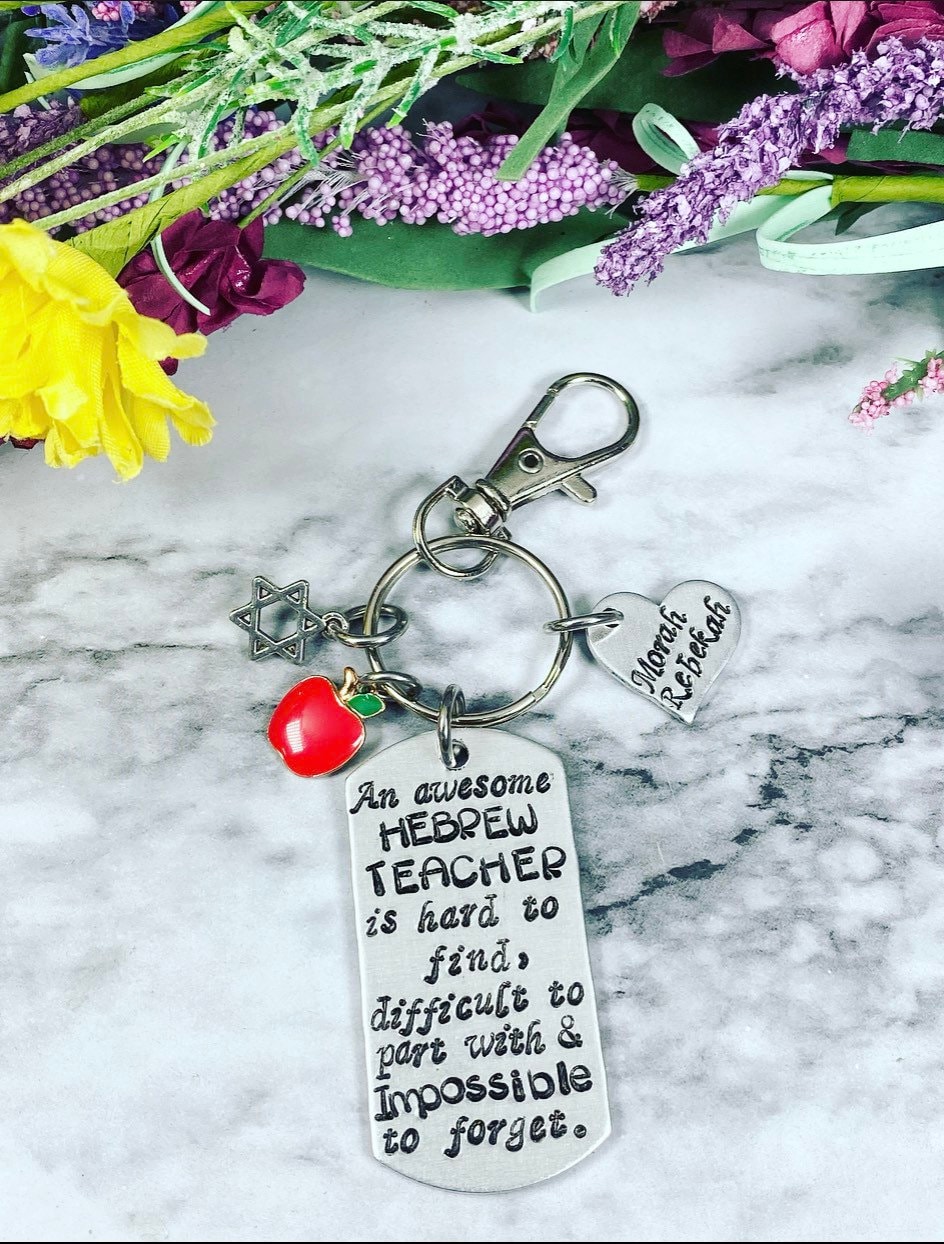 Morah
Rebekah
An awesome
HEBREW
TEACHER
is hard to
find,
difficult to
part with &
Impossible
to forget.